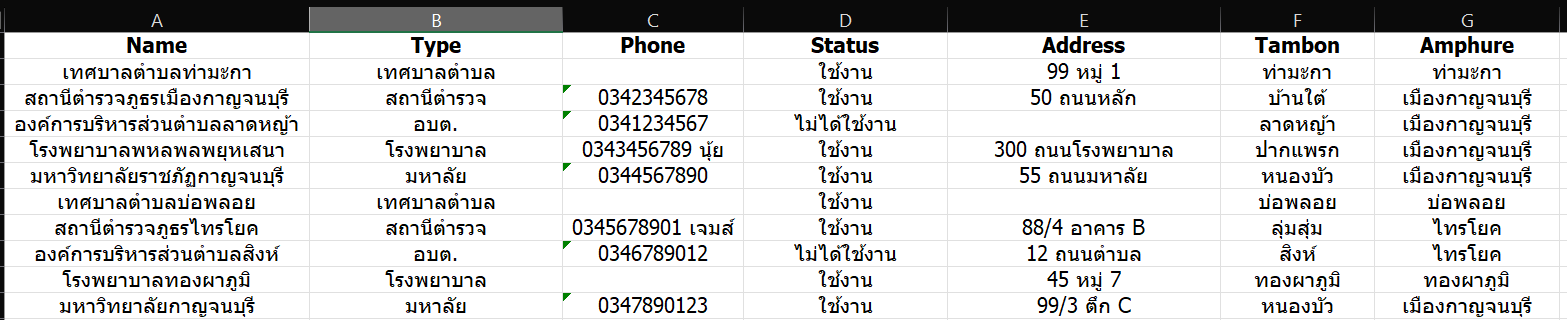 A B C D E F G
Name Type Phone Status Address Tambon Amphure
เทศบาลตำบลท่ามะกา เทศบาลตำบล ใช้งาน 99 หมู่ 1 ท่ามะกา ท่ามะกา
สถานีตำรวจภูธรเมืองกาญจนบุรี สถานีตำรวจ 0342345678 ใช้งาน 50 ถนนหลัก บ้านใต้ เมืองกาญจนบุรี
องค์การบริหารส่วนตำบลลาดหญ้า อบต. 0341234567 ไม่ได้ใช้งาน ลาดหญ้า เมืองกาญจนบุรี
โรงพยาบาลพหลพลพยุหเสนา โรงพยาบาล 0343456789 นุ้ย ใช้งาน 300 ถนนโรงพยาบาล ปากแพรก เมืองกาญจนบุรี
มหาวิทยาลัยราชภัฏกาญจนบุรี มหาลัย 0344567890 ใช้งาน 55 ถนนมหาลัย หนองบัว เมืองกาญจนบุรี
เทศบาลตำบลบ่อพลอย เทศบาลตำบล ใช้งาน บ่อพลอย บ่อพลอย
สถานีตำรวจภูธรไทรโยค สถานีตำรวจ 0345678901 เจมส์ ใช้งาน 88/4 อาคาร B ลุ่มสุ่ม ไทรโยค
องค์การบริหารส่วนตำบลสิงห์ อบต. 0346789012 ไม่ได้ใช้งาน 12 ถนนตำบล สิงห์ ไทรโยค
โรงพยาบาลทองผาภูมิ โรงพยาบาล ใช้งาน 45 หมู่ 7 ทองผาภูมิ ทองผาภูมิ
มหาวิทยาลัยกาญจนบุรี มหาลัย 0347890123 ใช้งาน 99/3 ตึก C หนองบัว เมืองกาญจนบุรี